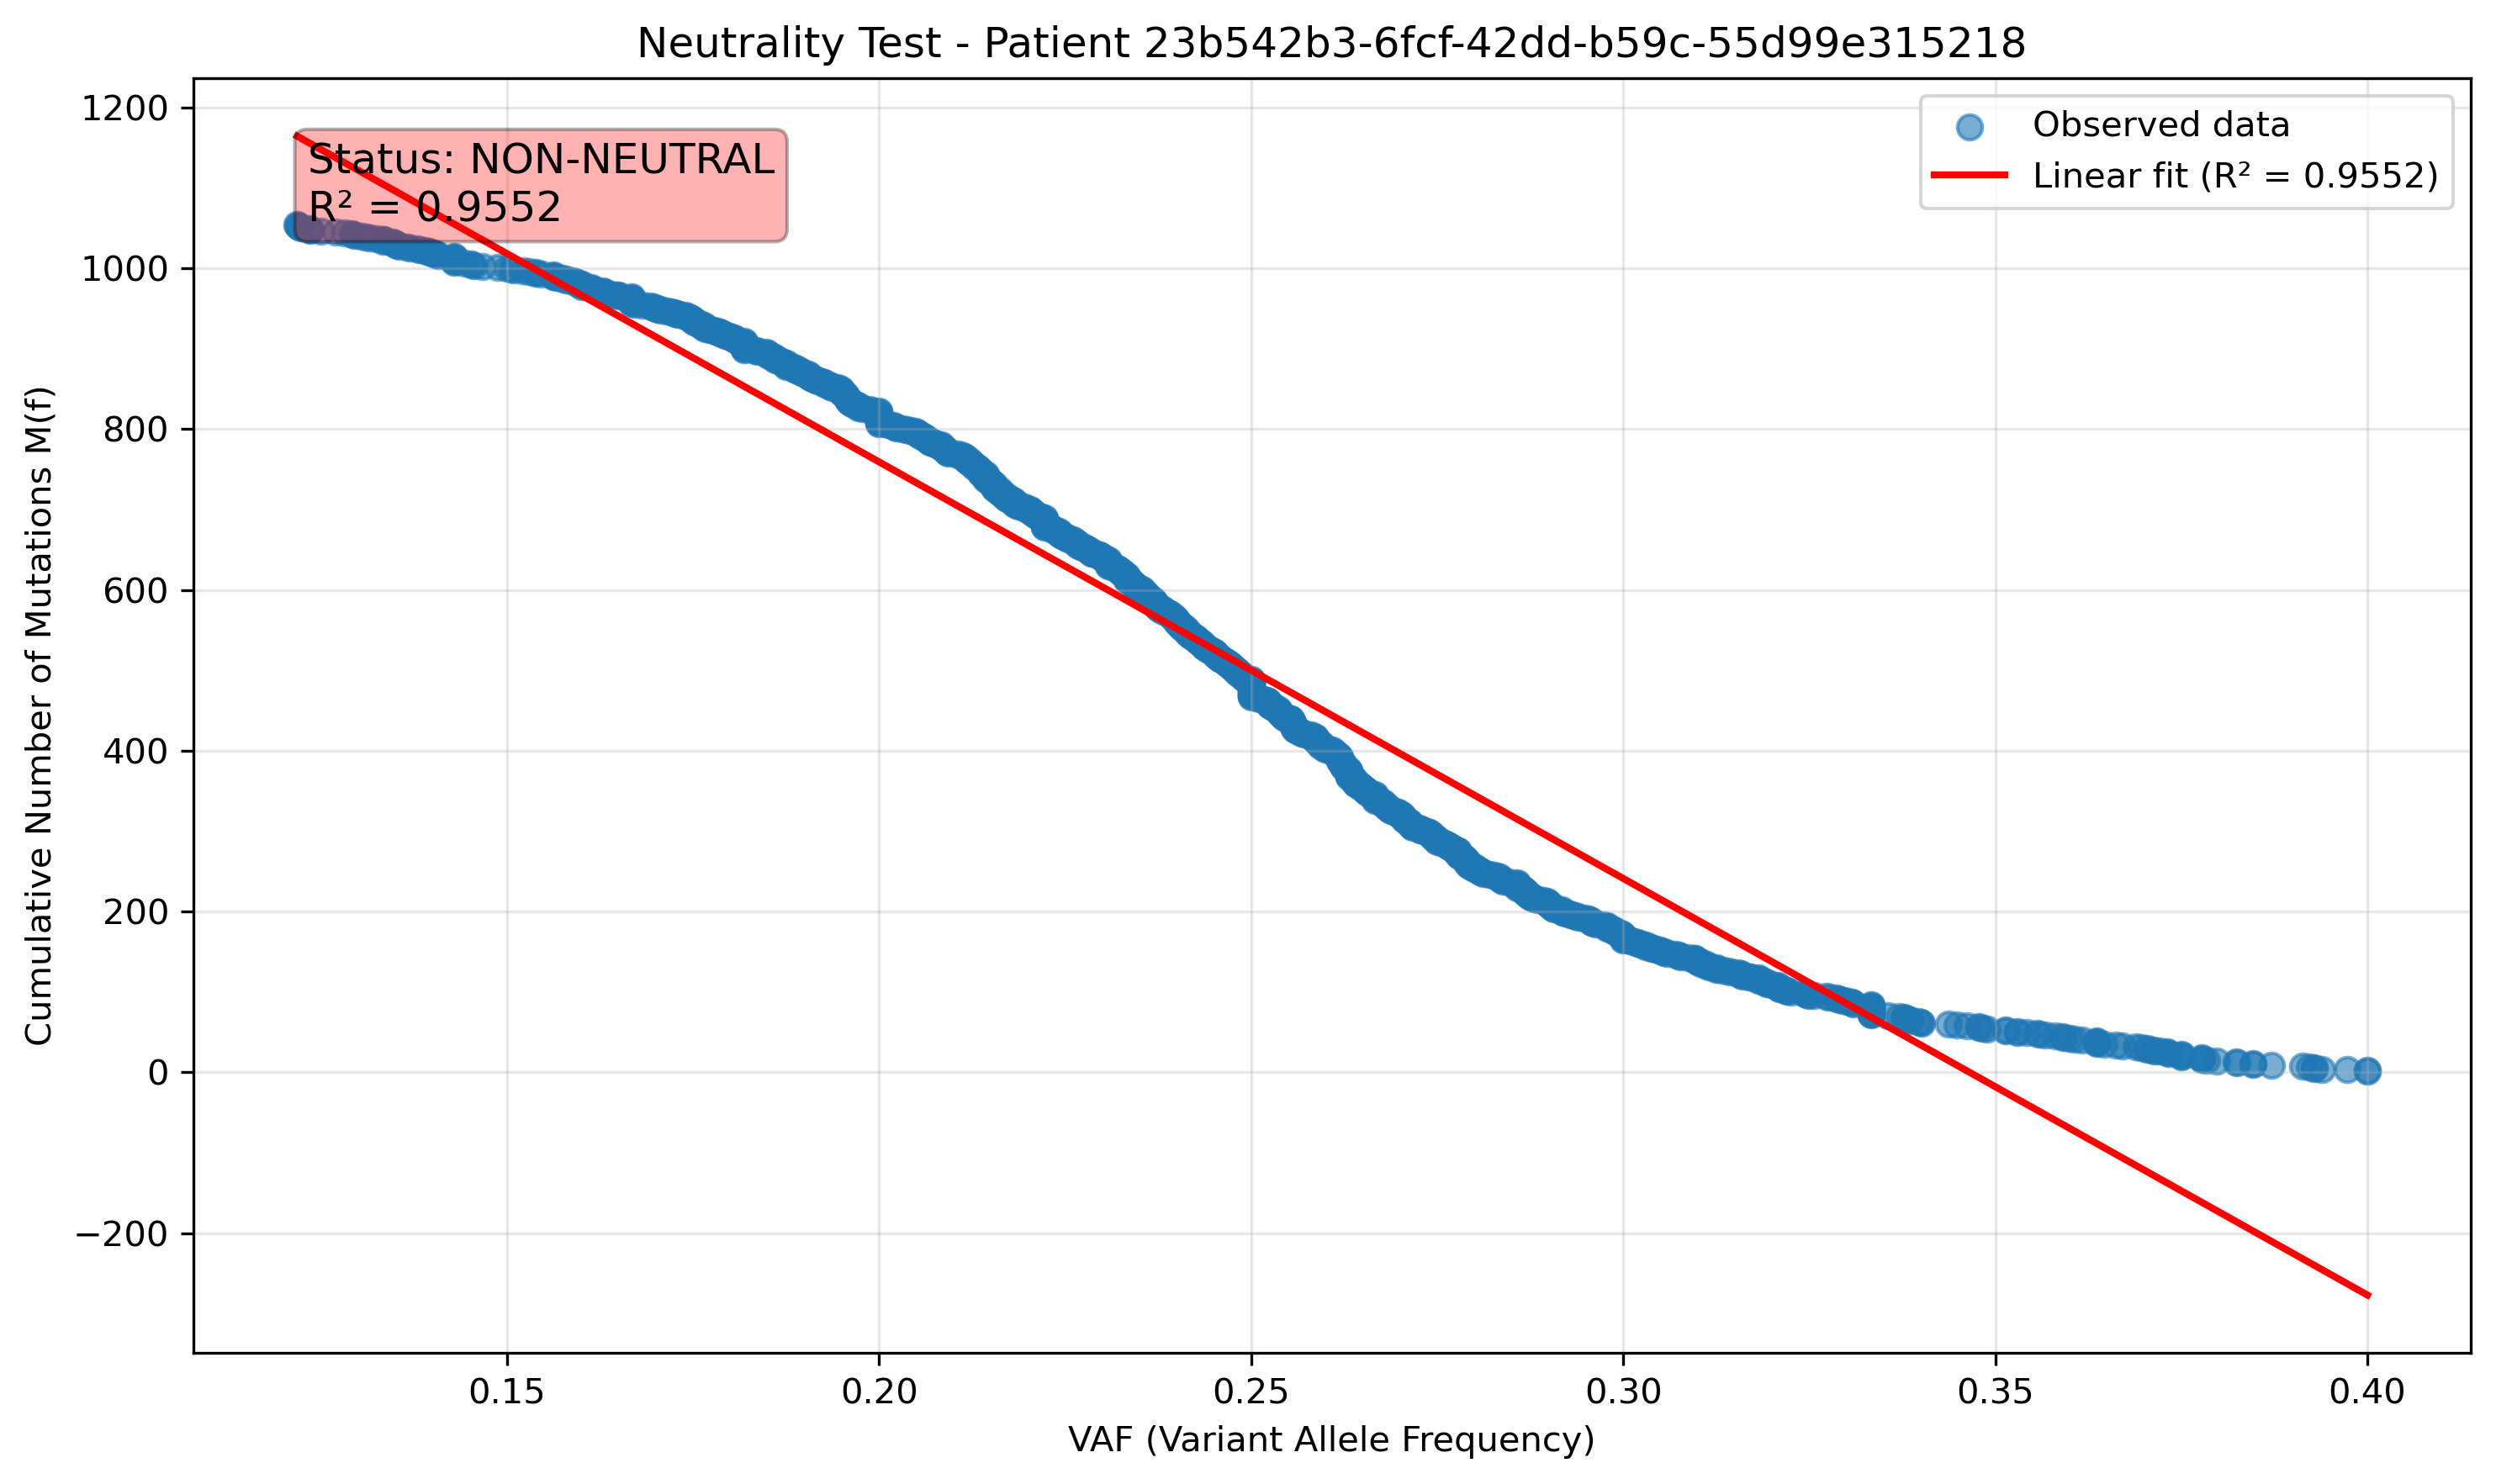 Neutrality Test - Patient 23b542b3-6fcf-42dd-b59c-55d99e315218
Status: NON-NEUTRAL
R² = 0.9552
Observed data
Linear fit (R² = 0.9552)
Cumulative Number of Mutations M(f)
1200
1000
800
600
400
200
0
−200
0.15
0.20
0.25
0.30
0.35
0.40
VAF (Variant Allele Frequency)